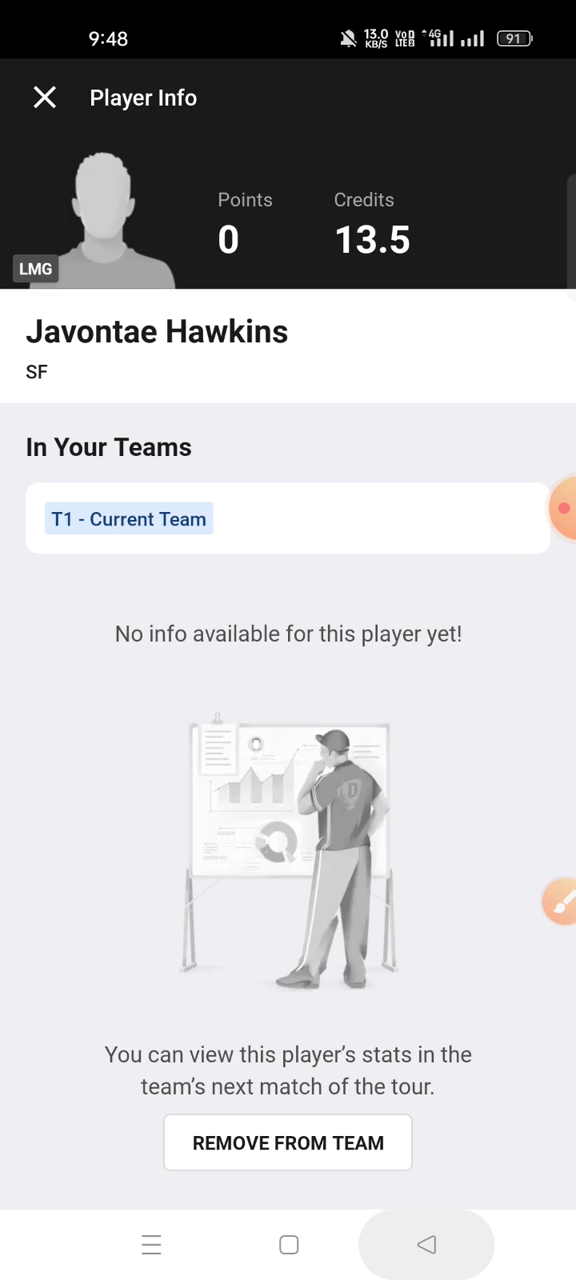 9:48
13.0
KB/S
Vo
LTE
4G
91
Player Info
Points
Credits
0
13.5
LMG
Javontae Hawkins
SF
In Your Teams
T1 - Current Team
No info available for this player yet!
You can view this player’s stats in the
team’s next match of the tour.
REMOVE FROM TEAM